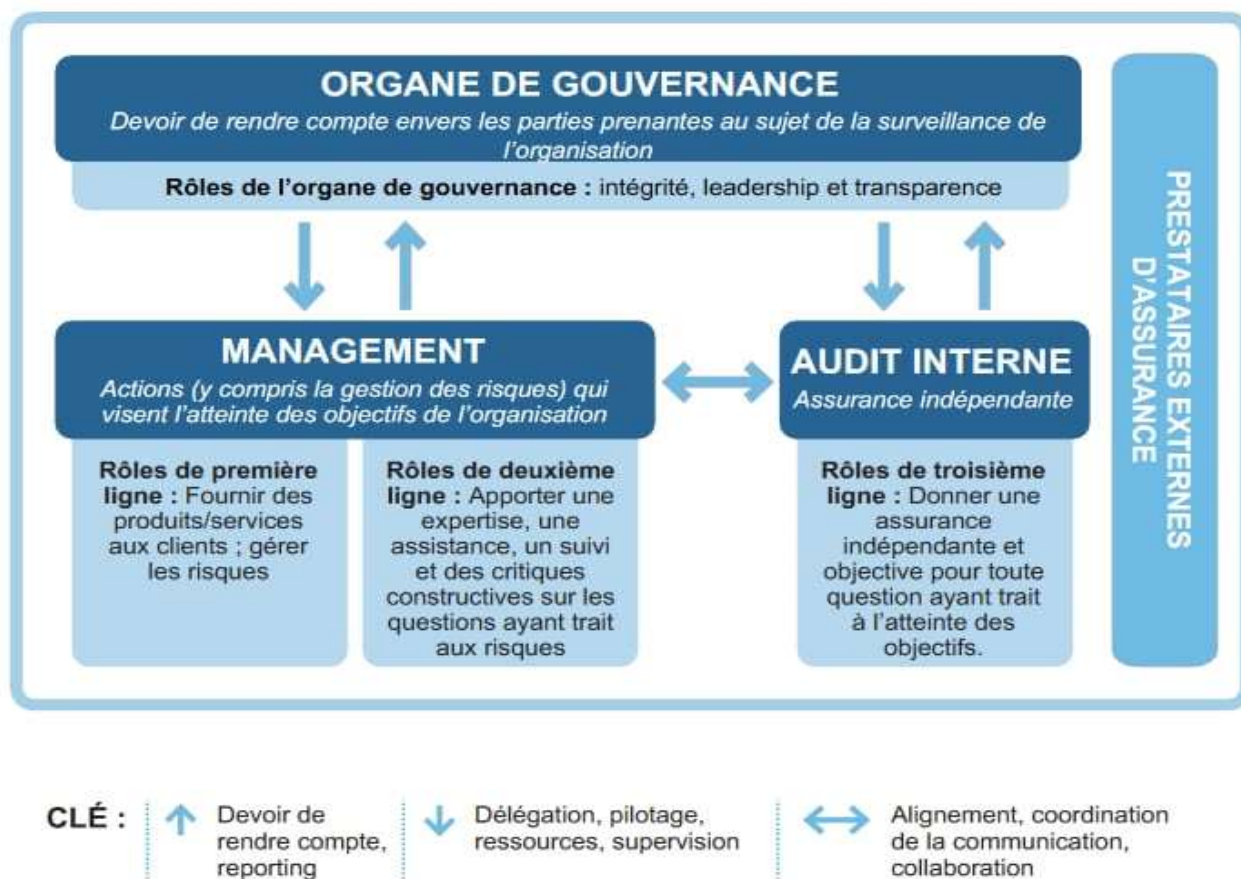 ORGANE DE GOUVERNANCE
Devoir de rendre compte envers les parties prenantes au sujet de la surveillance de
l'organisation
Rôles de l'organe de gouvernance : intégrité, leadership et transparence
MANAGEMENT
Actions (y compris la gestion des risques) qui
visent l'atteinte des objectifs de l'organisation
Rôles de première
ligne : Fournir des
produits/services
aux clients ; gérer
les risques
Rôles de deuxième
ligne : Apporter une
expertise, une
assistance, un suivi
et des critiques
constructives sur les
questions ayant trait
aux risques
AUDIT INTERNE
Assurance indépendante
Rôles de troisième
ligne : Donner une
assurance
indépendante et
objective pour toute
question ayant trait
à l'atteinte des
objectifs.
PRESTATAIRES EXTERNES
D'ASSURANCE
CLÉ :
Devoir de
rendre compte,
reporting
Délégation, pilotage,
ressources, supervision
Alignement, coordination
de la communication,
collaboration